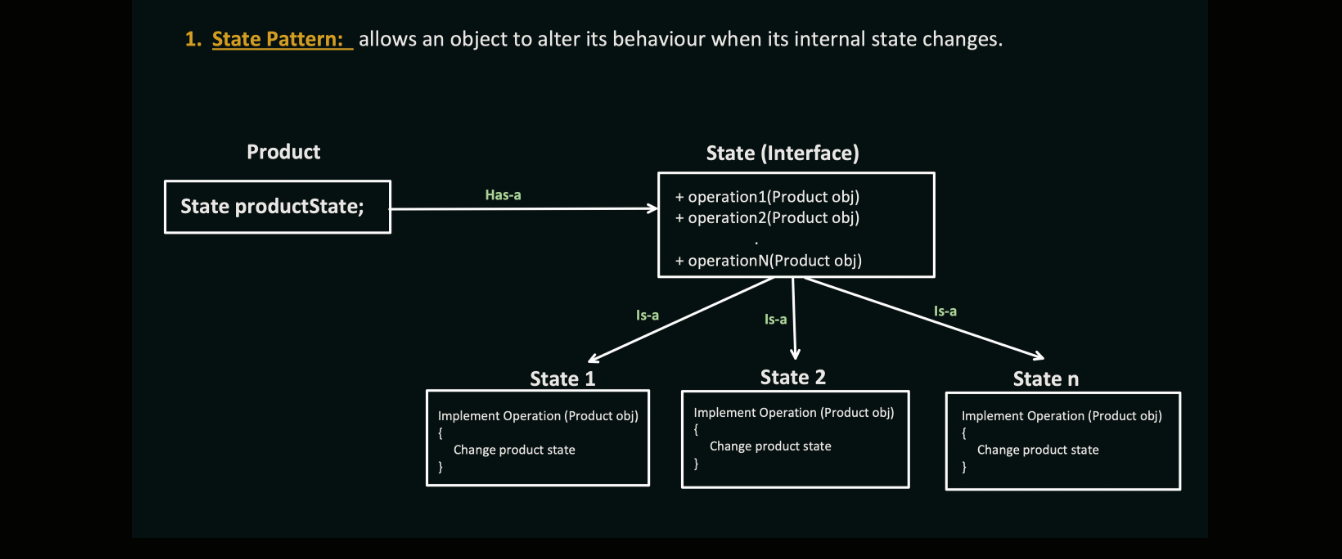 1. State Pattern: allows an object to alter its behaviour when its internal state changes.
Product
State productState;
Has-a
State (Interface)
+ operation1(Product obj)
+ operation2(Product obj)
.
+ operationN(Product obj)
Is-a
Is-a
Is-a
State 1
Implement Operation (Product obj)
{
Change product state
}
State 2
Implement Operation (Product obj)
{
Change product state
}
State n
Implement Operation (Product obj)
{
Change product state
}